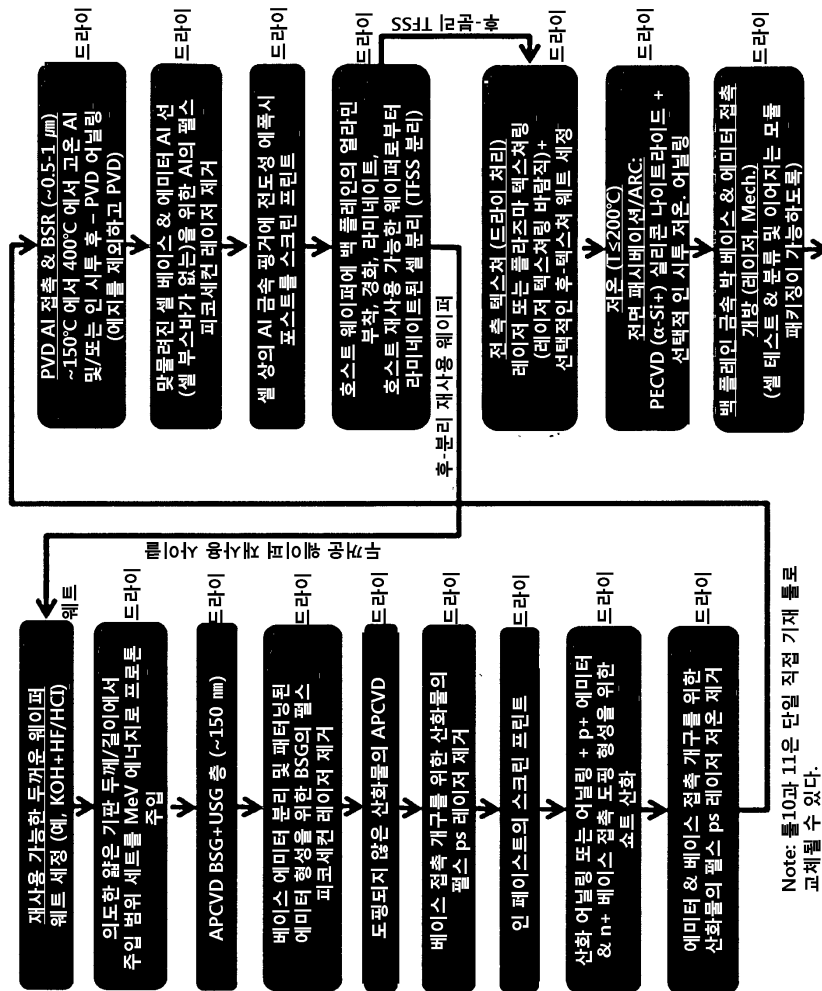 재사용 가능한 두꺼운 웨이퍼
웨트 세정 (예, KOH+HF/HCl)
웨트
의도한 얇은 기판 두께/길이에서
주입 범위 세트를 MeV 에너지로 프로톤
주입
드라이
APCVD BSG+USG 층 (~150 ㎚)
드라이
베이스 에미터 분리 및 패터닝된
에미터 형성을 위한 BSG의 펄스
피코세컨 레이저 제거
드라이
도핑되지 않은 산화물의 APCVD
드라이
베이스 접촉 개구를 위한 산화물의
펄스 ps 레이저 제거
드라이
인 페이스트의 스크린 프린트
드라이
산화 어닐링 또는 어닐링 + p+ 에미터
& n+ 베이스 접촉 도핑 형성을 위한
쇼트 산화
드라이
에미터 & 베이스 접촉 개구를 위한
산화물의 펄스 ps 레이저 저온 제거
드라이
Note: 툴10과 11은 단일 직접 기재 툴로
교체될 수 있다.
두꺼운 웨이퍼 재사용 사이클
후-분리 재사용 웨이퍼
PVD Al 접촉 & BSR (~0.5-1 ㎛)
~150℃ 에서 400℃ 에서 고온 Al
및/또는 인 시투 후 – PVD 어닐링
(에지를 제외하고 PVD)
드라이
맞물려진 셀 베이스 & 에미터 Al 선
(셀 부스바가 없는)을 위한 Al의 펄스
피코세컨 레이저 제거
드라이
셀 상의 Al 금속 핑거에 전도성 에폭시
포스트를 스크린 프린트
드라이
호스트 웨이퍼에 백 플레인의 얼라인
부착, 경화, 라미네이트,
호스트 재사용 가능한 웨이퍼로부터
라미네이트된 셀 분리 (TFSS 분리)
드라이
후-분리 TFSS
전 측 텍스처 (드라이 처리)
레이저 또는 플라즈마 텍스처링
(레이저 텍스처링 바람직)+
선택적인 후-텍스처 웨트 세정
드라이
저온 (T≤200℃)
전면 패시베이션/ARC:
PECVD (α-Si+) 실리콘 나이트라이드 +
선택적 인 시투 저온. 어닐링
드라이
백 플레인 금속 박 베이스 & 에미터 접촉
개방 (레이저, Mech.)
(셀 테스트 & 분류 및 이어지는 모듈
패키징이 가능하도록)
드라이